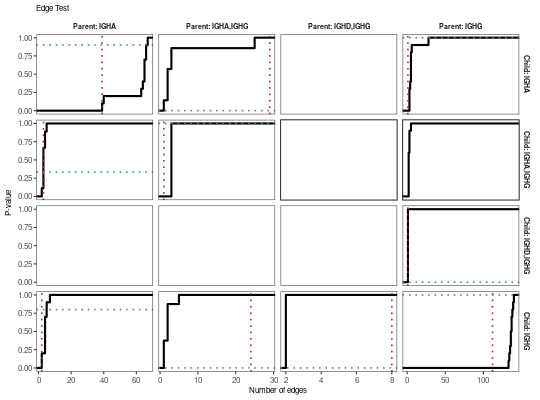 Edge Test
Parent: IGHA
Parent: IGHA,IGHG
Parent: IGHD,IGHG
Parent: IGHG
1.00
0.75
0.50
0.25
0.00
Child: IGHA
1.00
0.75
0.50
0.25
0.00
Child: IGHA,IGHG
1.00
0.75
0.50
0.25
0.00
Child: IGHD,IGHG
1.00
0.75
0.50
0.25
0.00
Child: IGHG
P-value
0 20 40 60
0 10 20 30
2 4 6 8
0 50 100
Number of edges